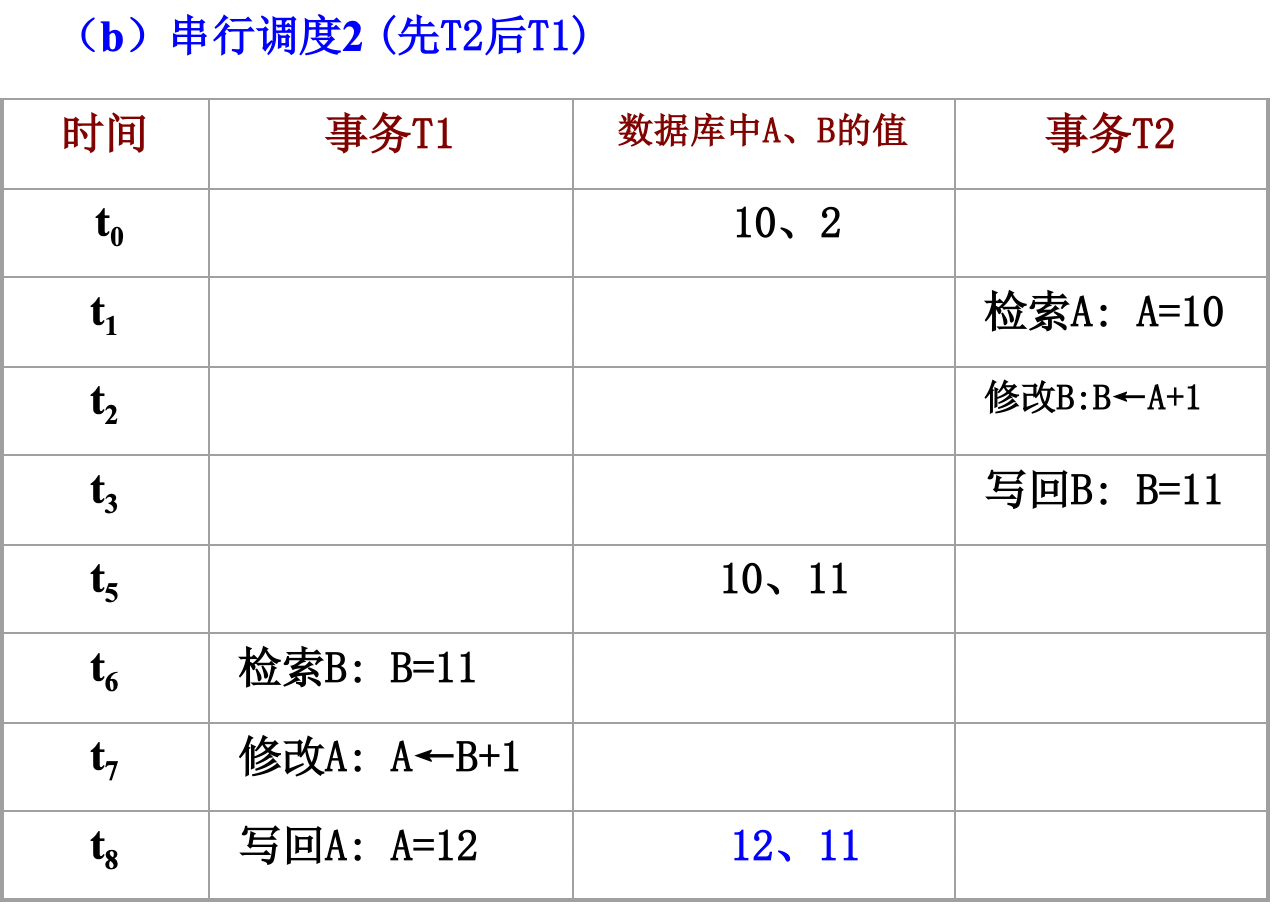 （b）串行调度2 (先T2后T1)
时间 事务T1 数据库中A、B的值 事务T2
t0 10、2
t1 检索A: A=10
t2 修改B:B←A+1
t3 写回B: B=11
t5 10、11
t6 检索B: B=11
t7 修改A: A←B+1
t8 写回A: A=12 12、11